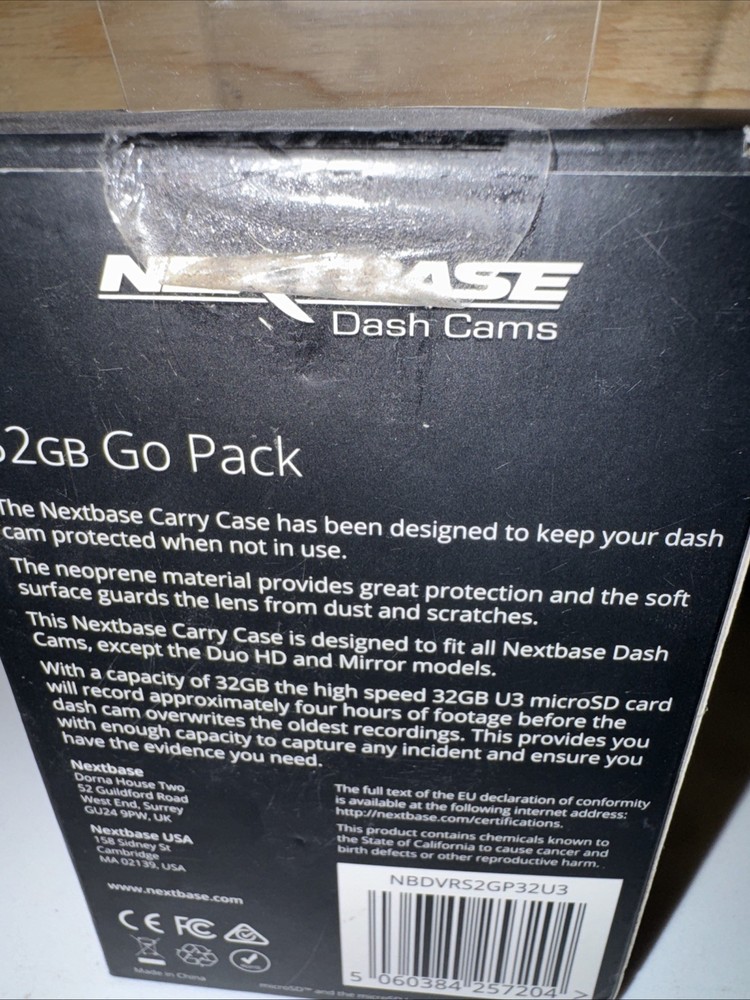 NEXTBASE
Dash Cams
32GB Go Pack
The Nextbase Carry Case has been designed to keep your dash
cam protected when not in use.
The neoprene material provides great protection and the soft
surface guards the lens from dust and scratches.
This Nextbase Carry Case is designed to fit all Nextbase Dash
Cams, except the Duo HD and Mirror models.
With a capacity of 32GB the high speed 32GB U3 microSD card
will record approximately four hours of footage before the
dash cam overwrites the oldest recordings. This provides you
with enough capacity to capture any incident and ensure you
have the evidence you need.
Nextbase
Dorna House Two
52 Guildford Road
West End, Surrey
GU24 9PW, UK
Nextbase USA
158 Sidney St
Cambridge
MA 02139, USA
www.nextbase.com
CE FC
Made in China
The full text of the EU declaration of conformity
is available at the following internet address:
http://nextbase.com/certifications.
This product contains chemicals known to
the State of California to cause cancer and
birth defects or other reproductive harm.
NBDVRS2GP32U3
5 060384 257204 >
microSD™ and the microSD